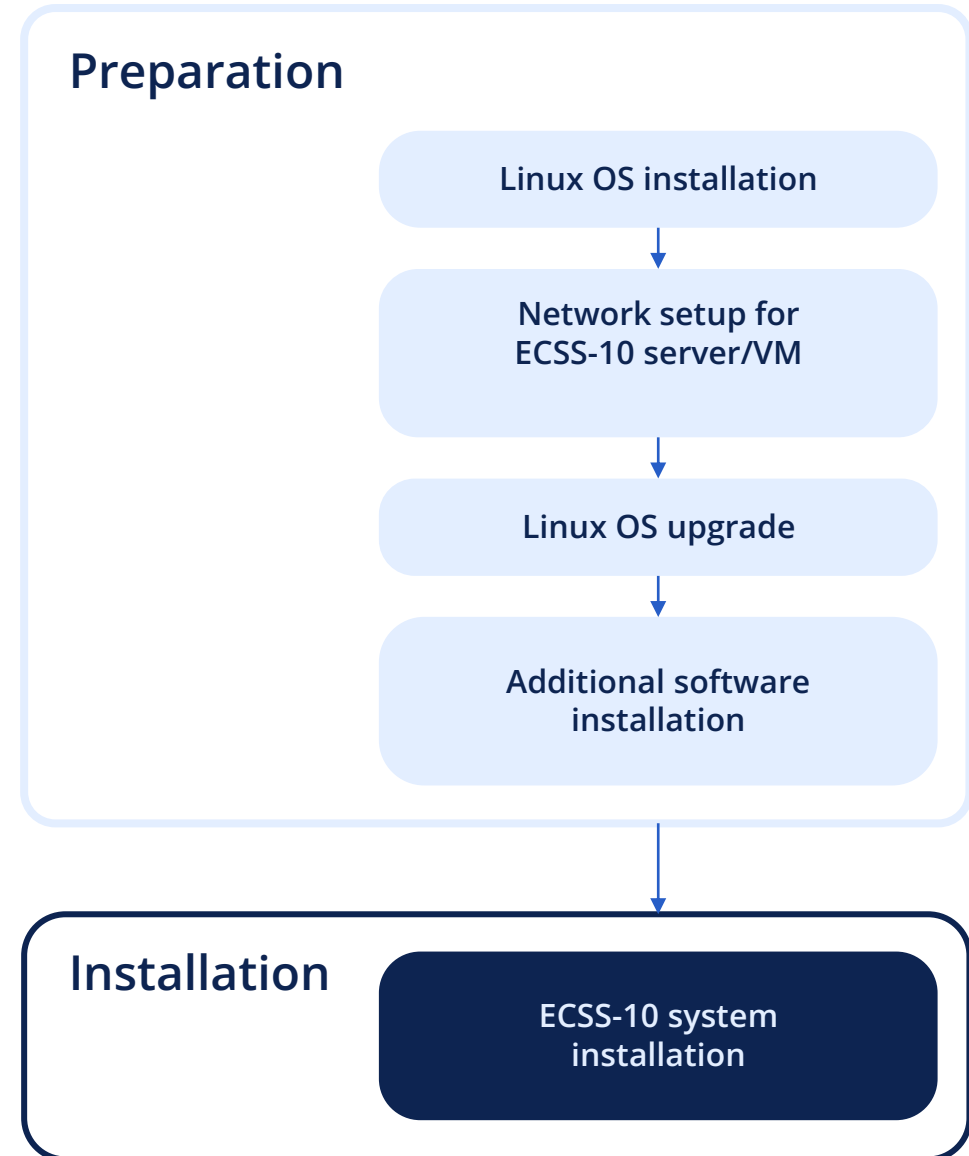 Preparation
Linux OS installation
Network setup for
ECSS-10 server/VM
Linux OS upgrade
Additional software
installation
Installation
ECSS-10 system
installation